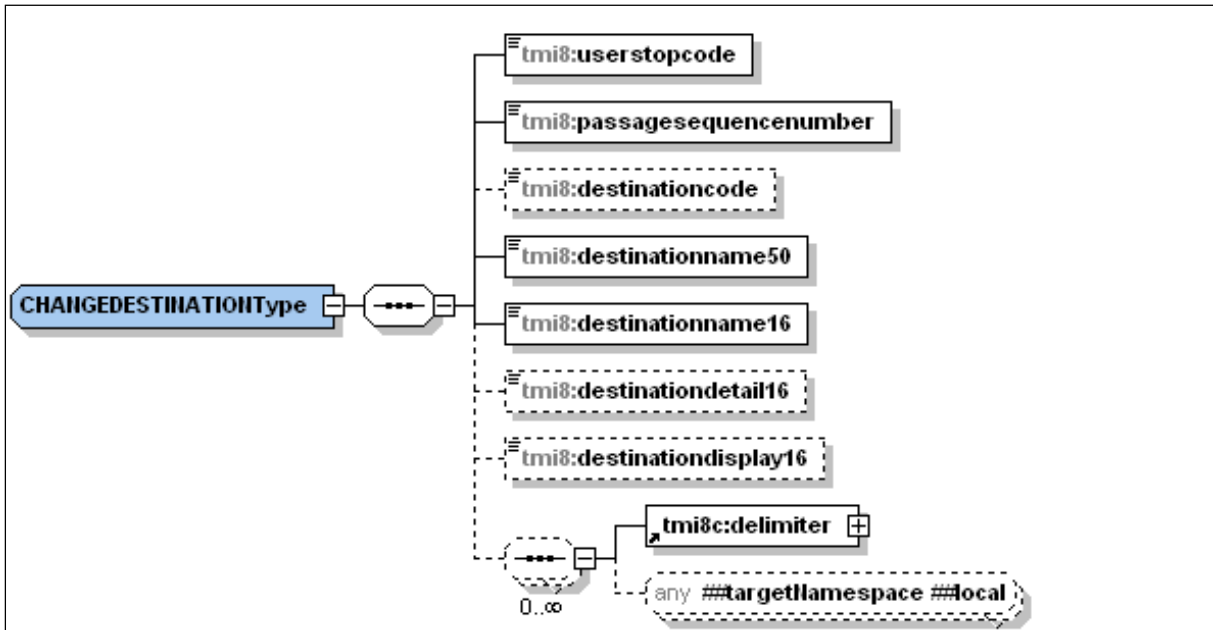 tmi8:userstopcode
tmi8:passagesequencenumber
tmi8:destinationcode
tmi8:destinationname50
CHANGEDESTINATIONType
tmi8:destinationname16
tmi8:destinationdetail16
tmi8:destinationdisplay16
tmi8c:delimiter
0..∞
any ##targetNamespace ##local